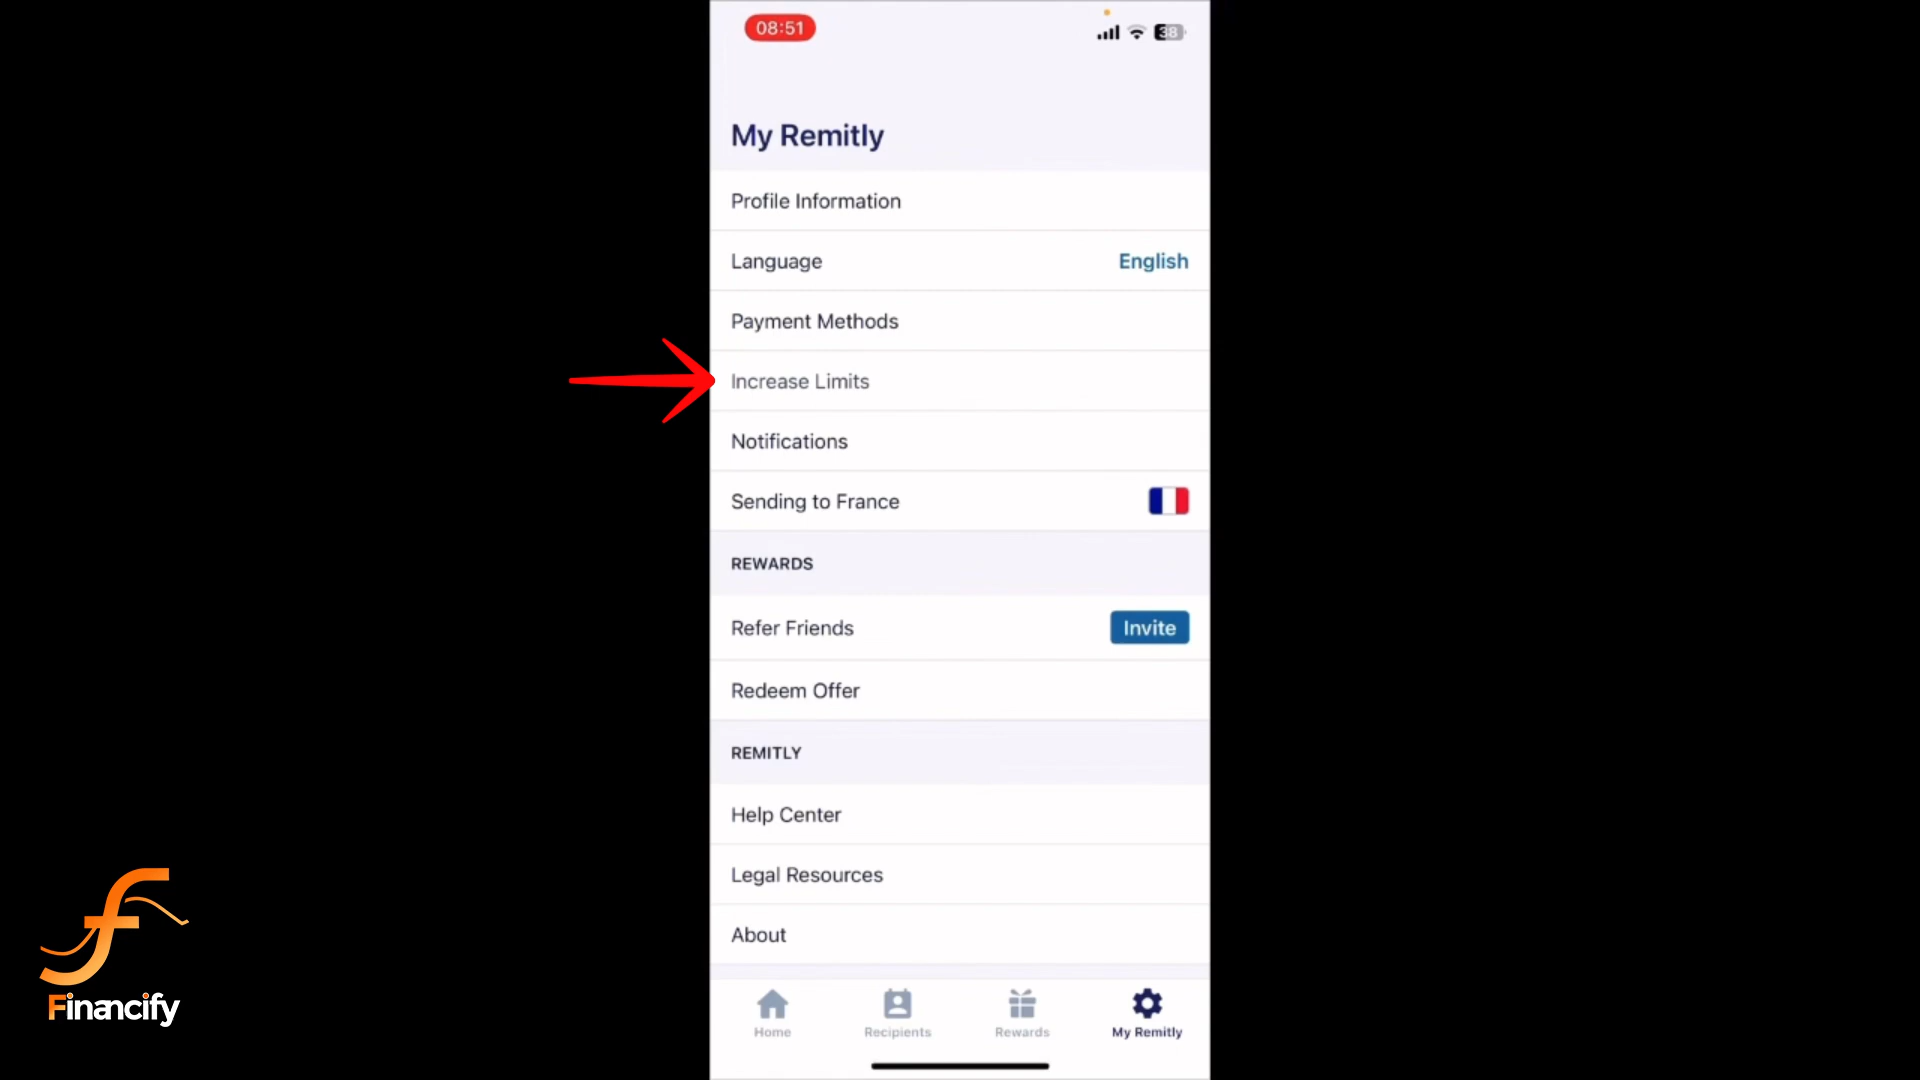 08:51
38
My Remitly
Profile Information
Language
English
Payment Methods
Increase Limits
Notifications
Sending to France
REWARDS
Refer Friends
Invite
Redeem Offer
REMITLY
Help Center
Legal Resources
About
Home
Recipients
Rewards
My Remitly
Financify